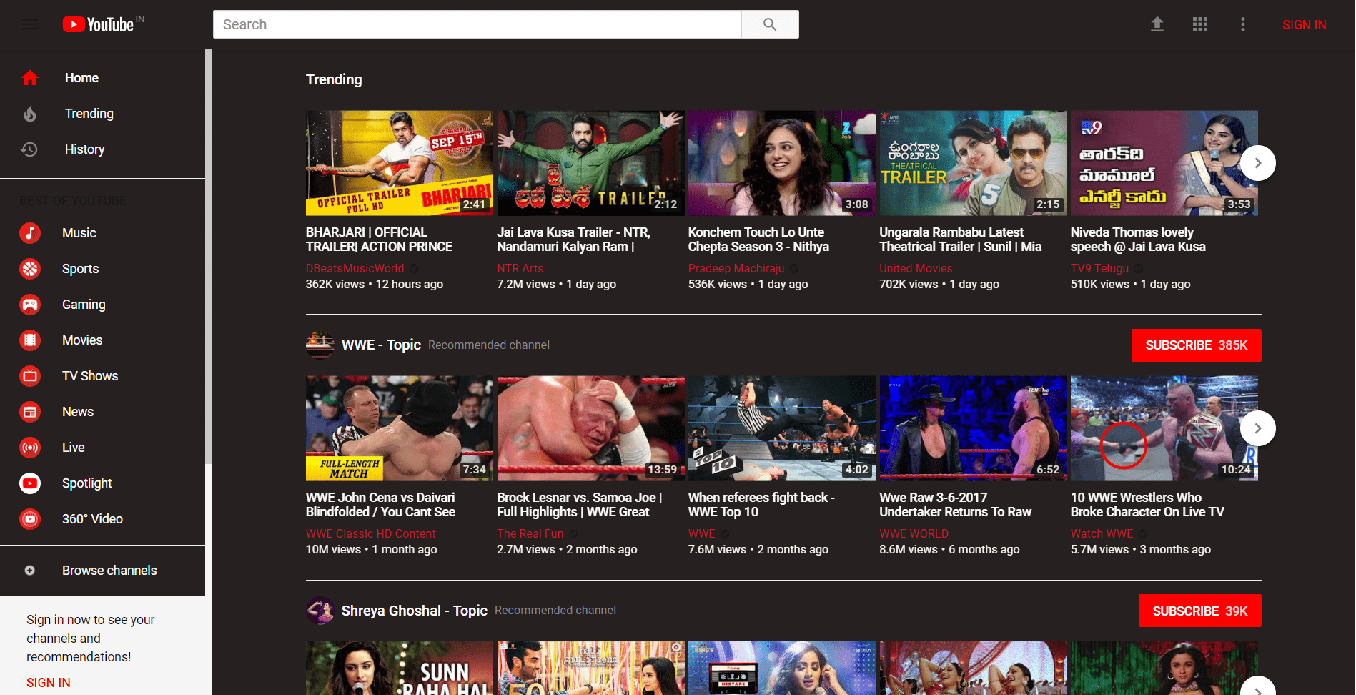 YouTube IN
Search
SIGN IN
Home
Trending
History
BEST OF YOUTUBE
Music
Sports
Gaming
Movies
TV Shows
News
Live
Spotlight
360° Video
Browse channels
Sign in now to see your
channels and
recommendations!
SIGN IN
Trending
SEP 15TH
OFFICIAL TRAILER
FULL HD
BHARJARI
2:41
TRAILER
2:12
3:08
ఉంగరాల
రాంబాబు
THEATRICAL
TRAILER
2:15
TV9
తారక్‌ది
మామూల్
ఎనర్జీ కాదు
3:53
BHARJARI | OFFICIAL
TRAILER| ACTION PRINCE
DBeatsMusicWorld
362K views • 12 hours ago
Jai Lava Kusa Trailer - NTR,
Nandamuri Kalyan Ram |
NTR Arts
7.2M views • 1 day ago
Konchem Touch Lo Unte
Chepta Season 3 - Nithya
Pradeep Machiraju
536K views • 1 day ago
Ungarala Rambabu Latest
Theatrical Trailer | Sunil | Mia
United Movies
702K views • 1 day ago
Niveda Thomas lovely
speech @ Jai Lava Kusa
TV9 Telugu
510K views • 1 day ago
WWE - Topic Recommended channel
SUBSCRIBE 385K
FULL-LENGTH
MATCH
7:34
13:59
TOP 10
4:02
6:52
10:24
WWE John Cena vs Daivari
Blindfolded / You Cant See
WWE Classic HD Content
10M views • 1 month ago
Brock Lesnar vs. Samoa Joe |
Full Highlights | WWE Great
The Real Fun
2.7M views • 2 months ago
When referees fight back -
WWE Top 10
WWE
7.6M views • 2 months ago
Wwe Raw 3-6-2017
Undertaker Returns To Raw
WWE WORLD
8.6M views • 6 months ago
10 WWE Wrestlers Who
Broke Character On Live TV
Watch WWE
5.7M views • 3 months ago
Shreya Ghoshal - Topic Recommended channel
SUBSCRIBE 39K
SUNN
RAHA HAI
50